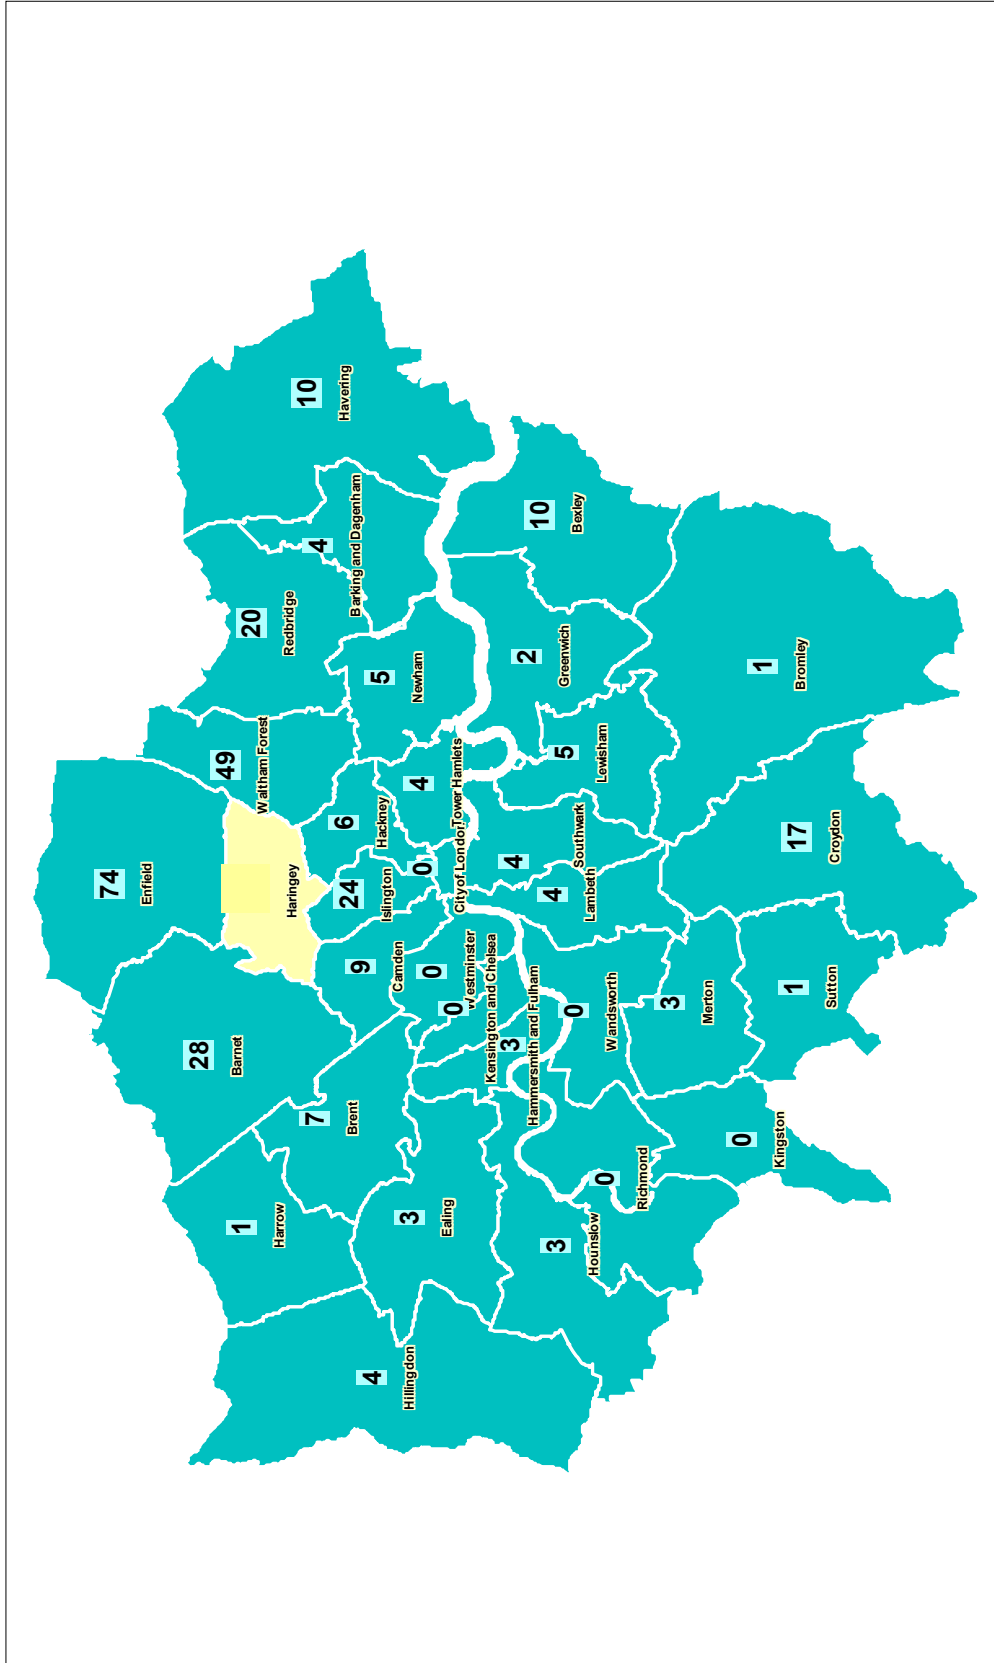 74
Enfield
28
Barnet
Haringey
49
Waltham Forest
20
Redbridge
10
Havering
1
Harrow
7
Brent
9
Camden
24
Islington
6
Hackney
4
Barking and Dagenham
5
Newham
4
Tower Hamlets
0
City of London
0
Westminster
0
Kensington and Chelsea
3
Hammersmith and Fulham
3
Ealing
4
Hillingdon
3
Hounslow
0
Richmond
0
Wandsworth
4
Lambeth
4
Southwark
5
Lewisham
2
Greenwich
10
Bexley
0
Kingston
3
Merton
1
Sutton
17
Croydon
1
Bromley